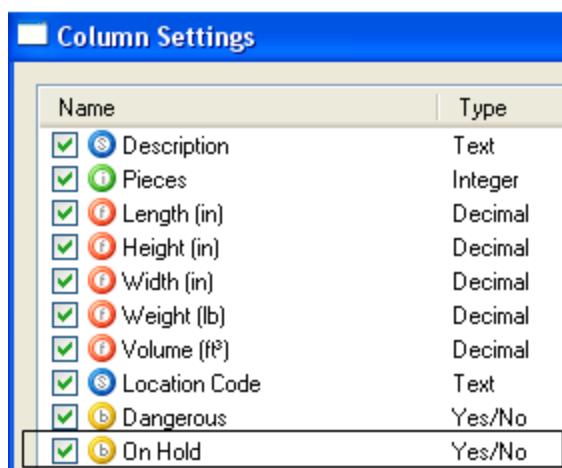 Column Settings
Name Type
S Description Text
i Pieces Integer
f Length (in) Decimal
f Height (in) Decimal
f Width (in) Decimal
f Weight (lb) Decimal
f Volume (ft³) Decimal
S Location Code Text
b Dangerous Yes/No
b On Hold Yes/No